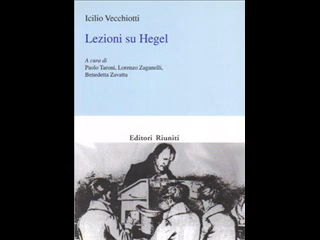 Icilio Vecchiotti
Lezioni su Hegel
A cura di
Paolo Taroni, Lorenzo Zaganelli,
Benedetta Zavatta
Editori Riuniti